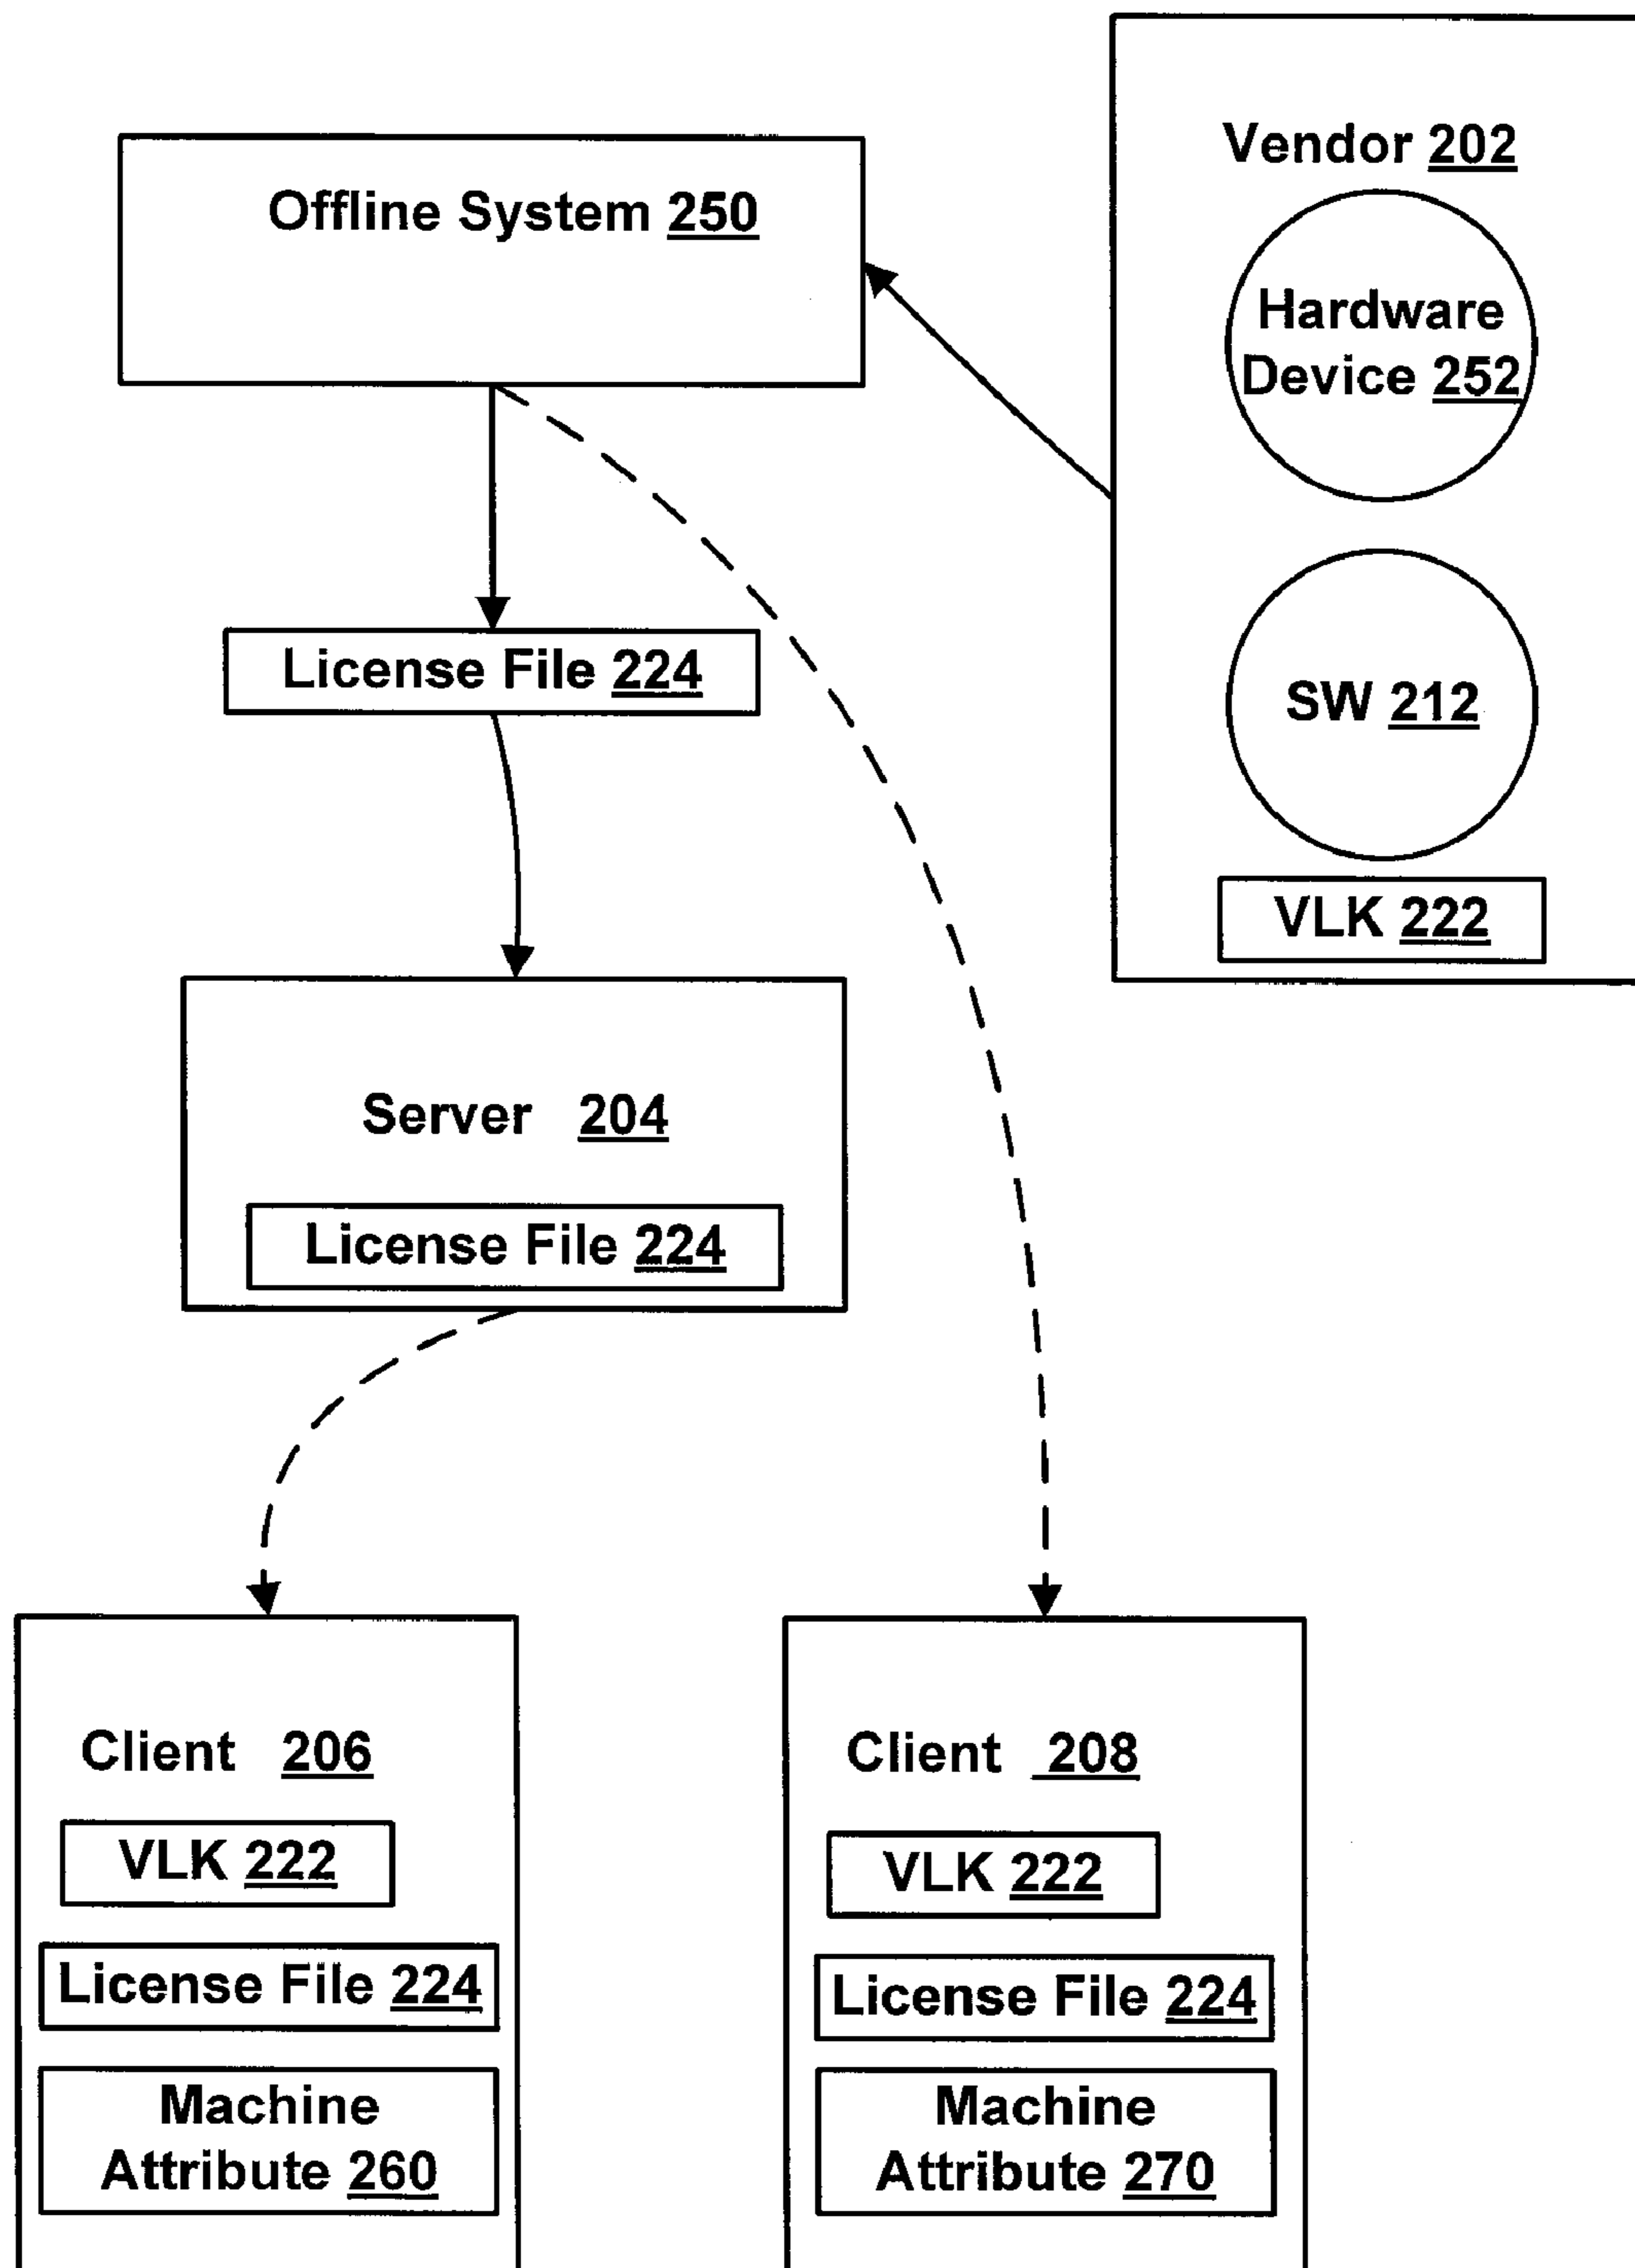 Vendor 202
Hardware
Device 252
SW 212
VLK 222
Offline System 250
License File 224
Server 204
License File 224
Client 206
VLK 222
License File 224
Machine
Attribute 260
Client 208
VLK 222
License File 224
Machine
Attribute 270